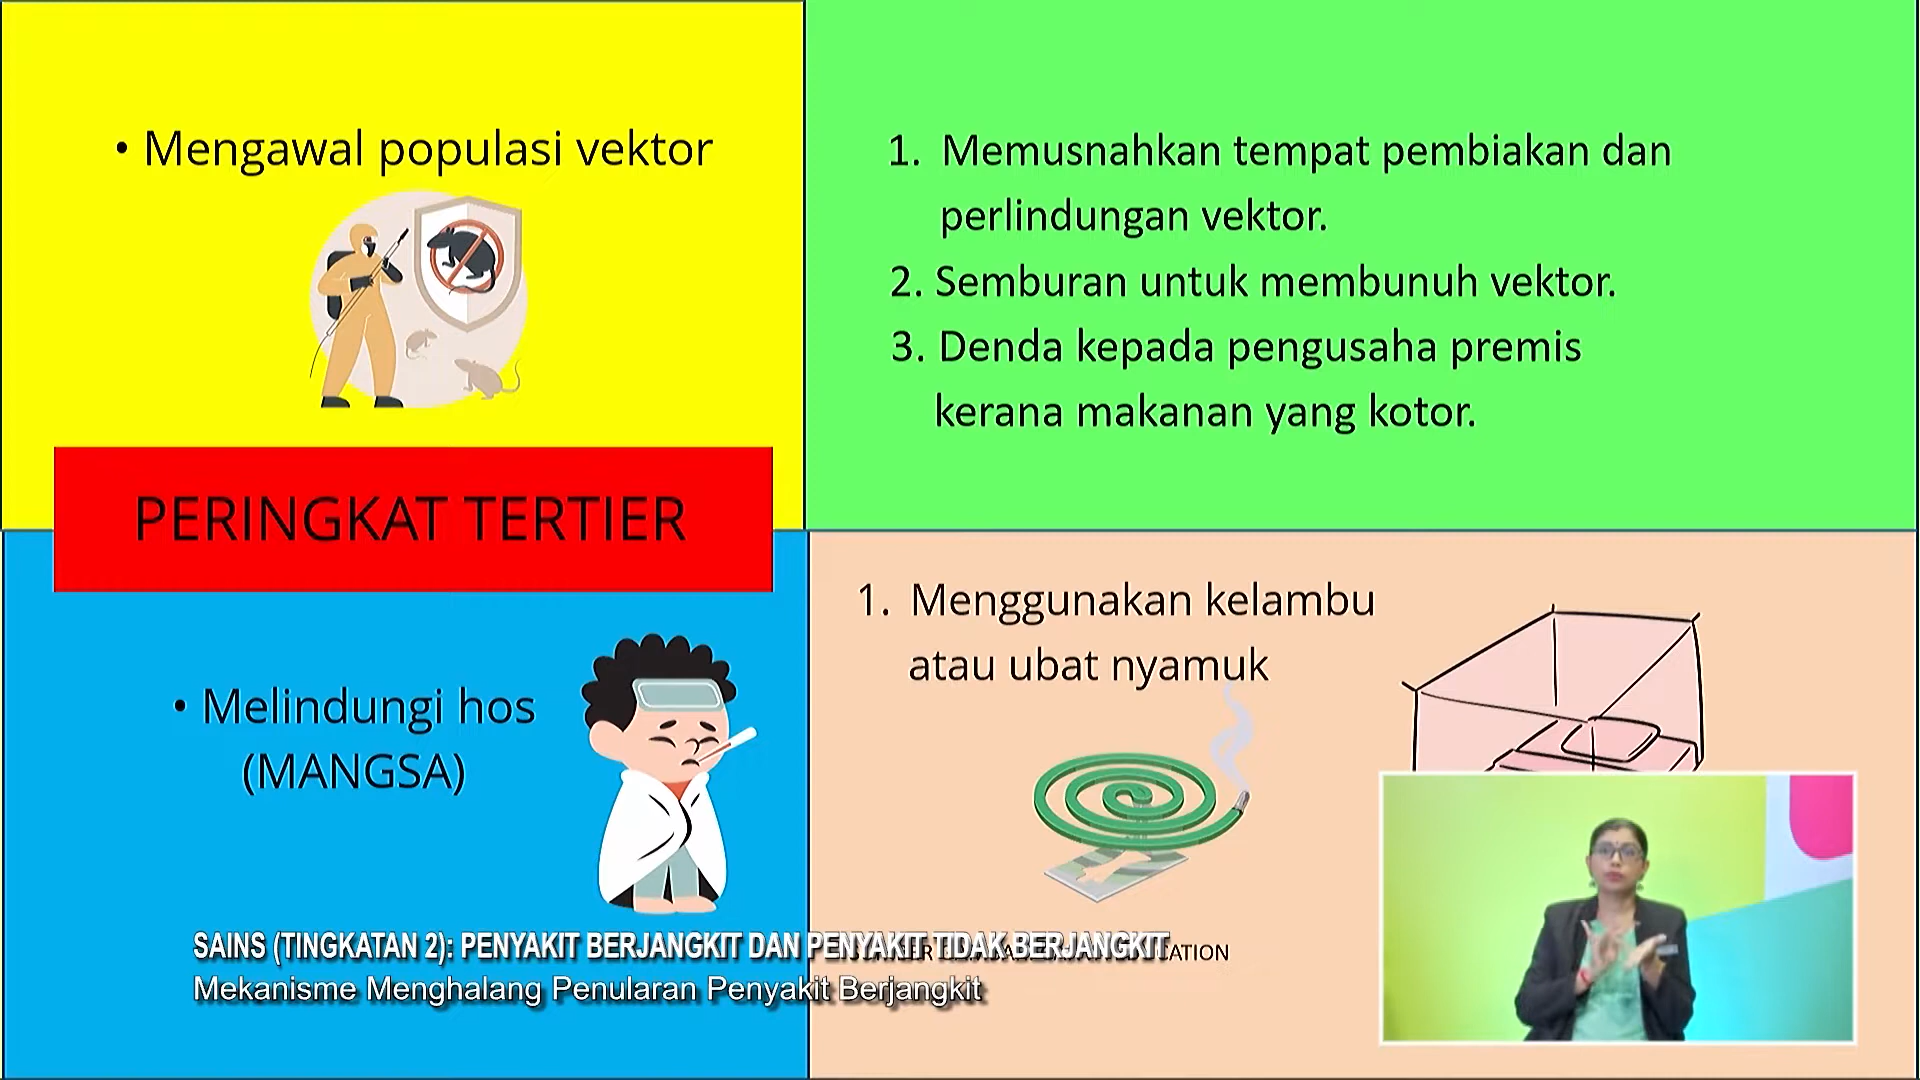 • Mengawal populasi vektor
1. Memusnahkan tempat pembiakan dan
perlindungan vektor.
2. Semburan untuk membunuh vektor.
3. Denda kepada pengusaha premis
kerana makanan yang kotor.
PERINGKAT TERTIER
• Melindungi hos
(MANGSA)
1. Menggunakan kelambu
atau ubat nyamuk
SAINS (TINGKATAN 2): PENYAKIT BERJANGKIT DAN PENYAKIT TIDAK BERJANGKIT
Mekanisme Menghalang Penularan Penyakit Berjangkit